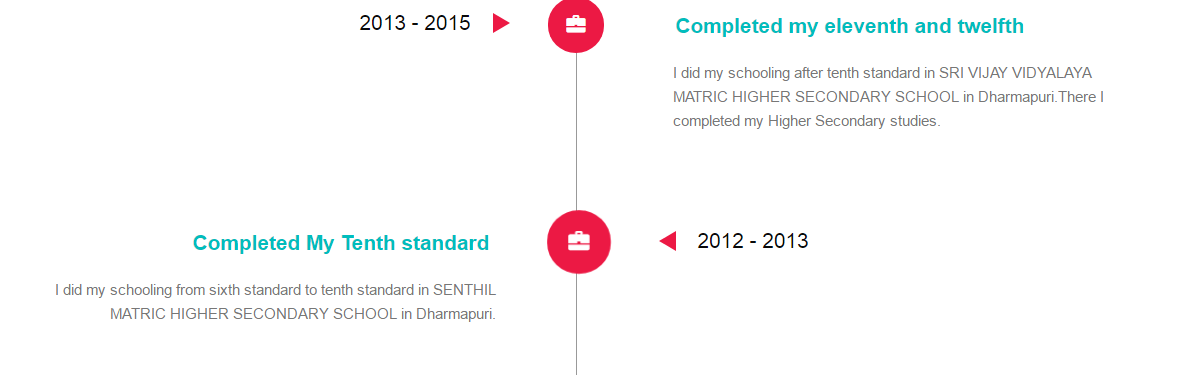 2013 - 2015
Completed my eleventh and twelfth
I did my schooling after tenth standard in SRI VIJAY VIDYALAYA
MATRIC HIGHER SECONDARY SCHOOL in Dharmapuri.There I
completed my Higher Secondary studies.
Completed My Tenth standard
2012 - 2013
I did my schooling from sixth standard to tenth standard in SENTHIL
MATRIC HIGHER SECONDARY SCHOOL in Dharmapuri.